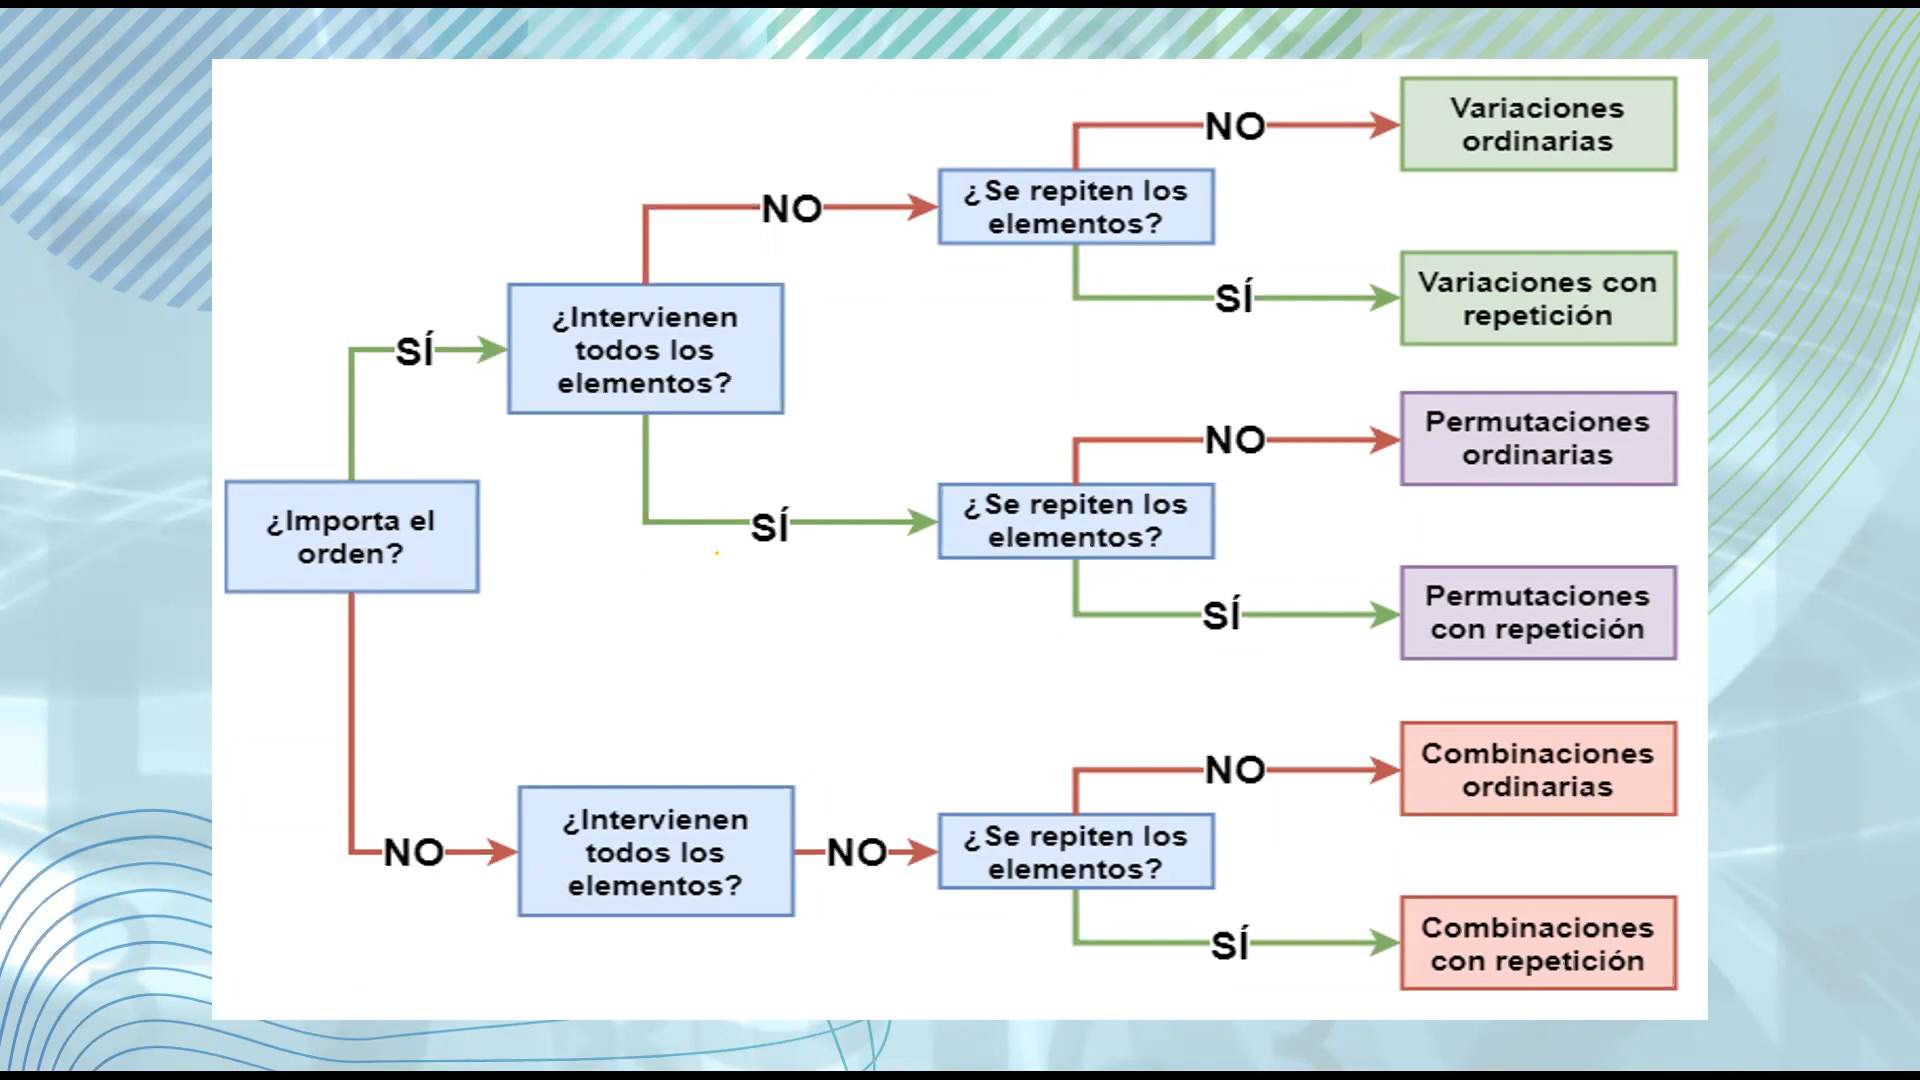 NO
Variaciones
ordinarias
NO
¿Se repiten los
elementos?
SÍ
Variaciones con
repetición
¿Intervienen
todos los
elementos?
SÍ
NO
Permutaciones
ordinarias
SÍ
¿Se repiten los
elementos?
¿Importa el
orden?
SÍ
Permutaciones
con repetición
NO
Combinaciones
ordinarias
NO
¿Intervienen
todos los
elementos?
NO
¿Se repiten los
elementos?
SÍ
Combinaciones
con repetición